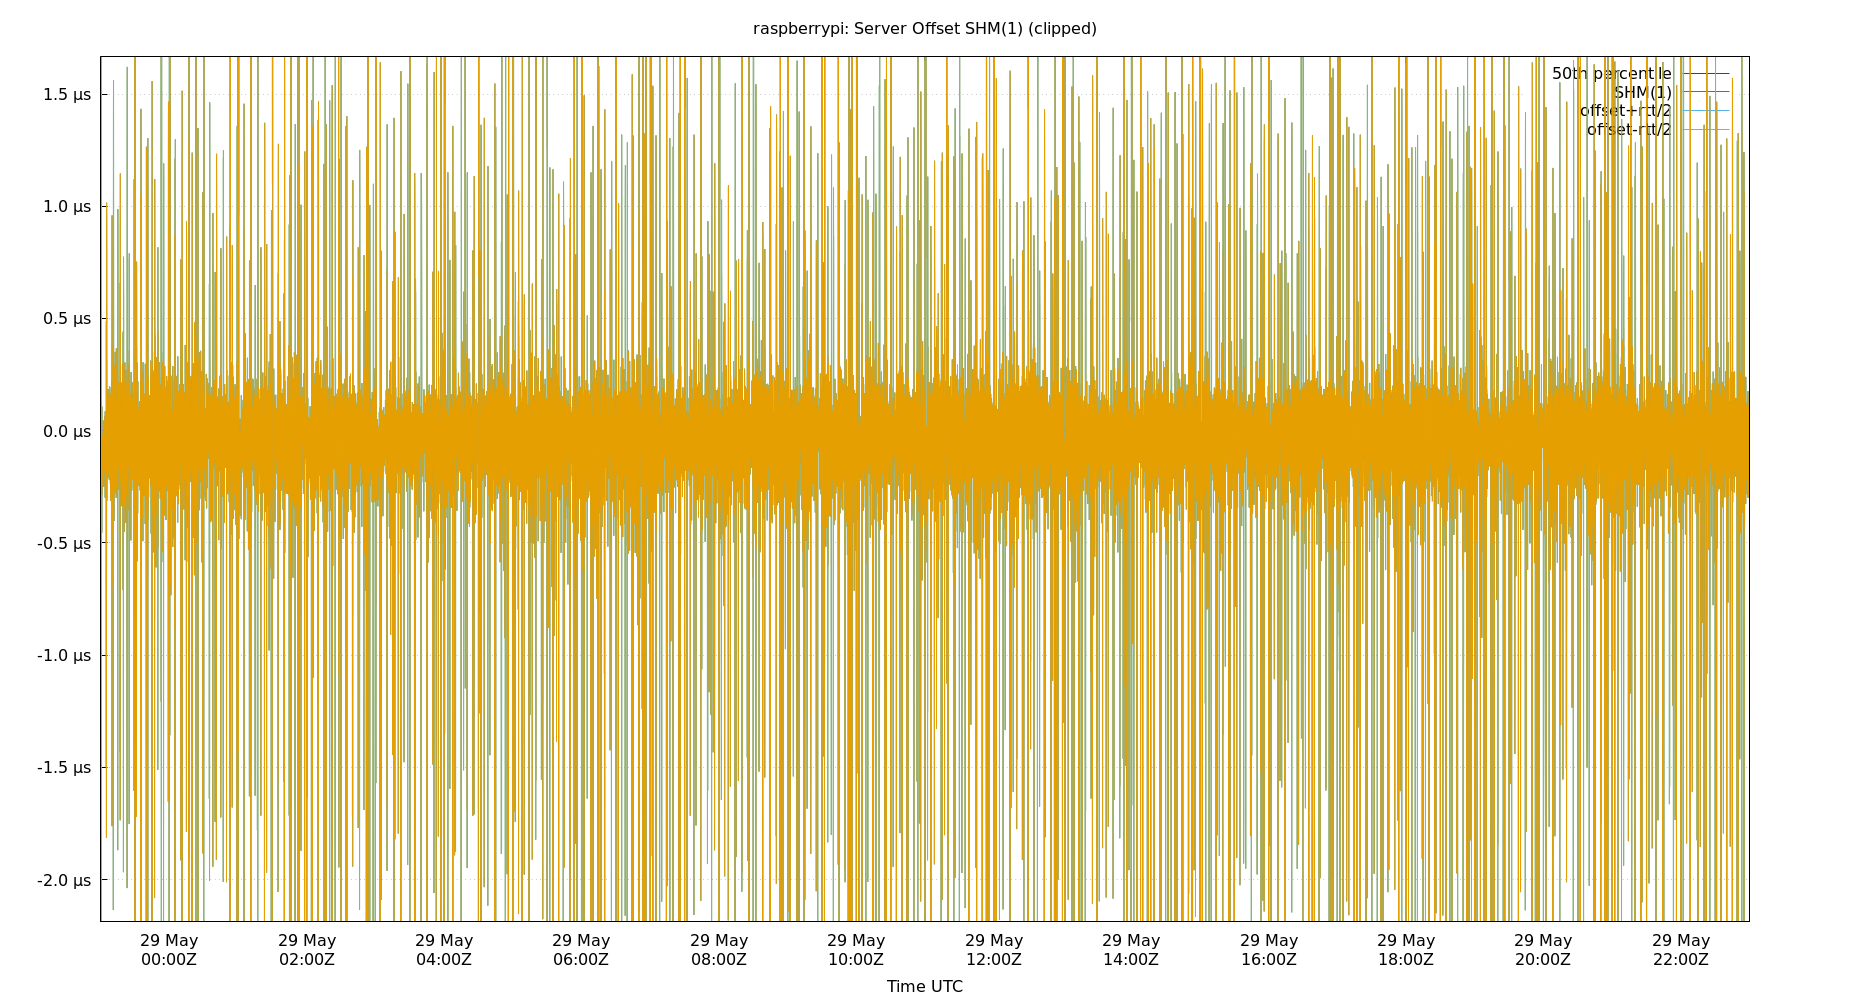 raspberrypi: Server Offset SHM(1) (clipped)
50th percentile
SHM(1)
offset+rtt/2
offset-rtt/2
1.5 µs
1.0 µs
0.5 µs
0.0 µs
-0.5 µs
-1.0 µs
-1.5 µs
-2.0 µs
29 May 29 May 29 May 29 May 29 May 29 May 29 May 29 May 29 May 29 May 29 May 29 May
00:00Z 02:00Z 04:00Z 06:00Z 08:00Z 10:00Z 12:00Z 14:00Z 16:00Z 18:00Z 20:00Z 22:00Z
Time UTC